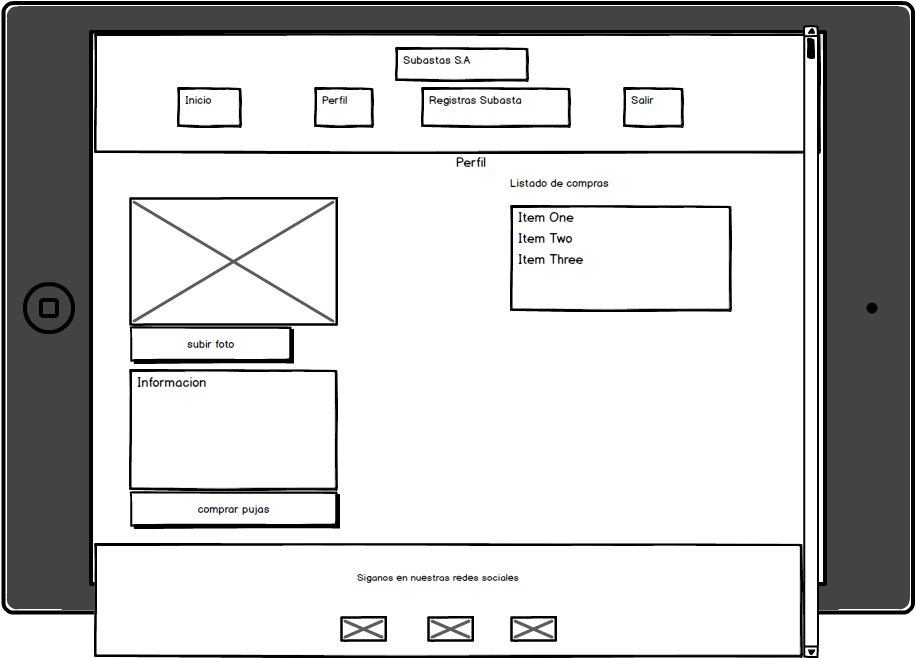 Subastas S.A
Inicio
Perfil
Registras Subasta
Salir
Perfil
Listado de compras
Item One
Item Two
Item Three
subir foto
Informacion
comprar pujas
Siganos en nuestras redes sociales